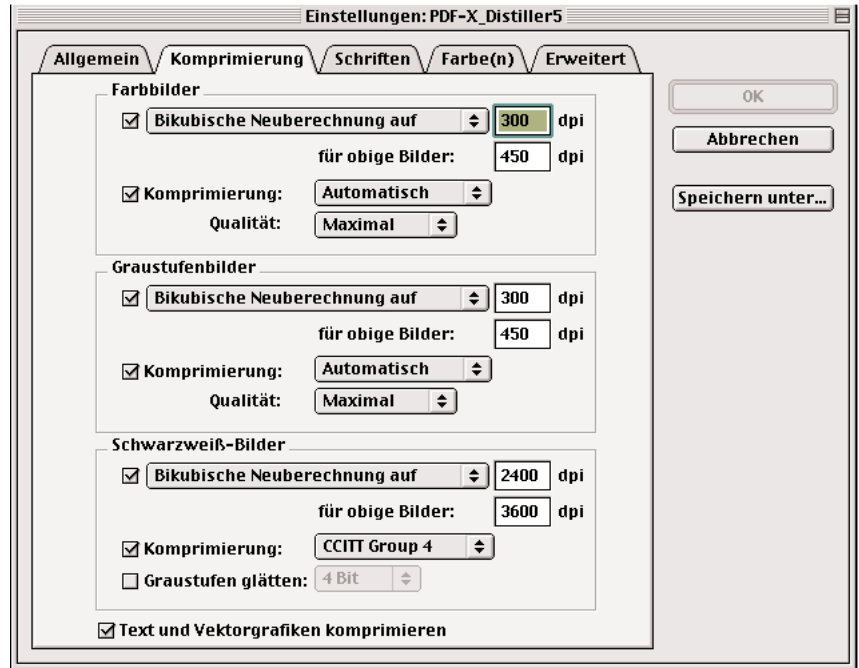 Einstellungen: PDF-X_Distiller5
Allgemein Komprimierung Schriften Farbe(n) Erweitert
Farbbilder
Bikubische Neuberechnung auf 300 dpi
für obige Bilder: 450 dpi
Komprimierung: Automatisch
Qualität: Maximal
Graustufenbilder
Bikubische Neuberechnung auf 300 dpi
für obige Bilder: 450 dpi
Komprimierung: Automatisch
Qualität: Maximal
Schwarzweiß-Bilder
Bikubische Neuberechnung auf 2400 dpi
für obige Bilder: 3600 dpi
Komprimierung: CCITT Group 4
Graustufen glätten: 4 Bit
Text und Vektorgrafiken komprimieren
OK
Abbrechen
Speichern unter...